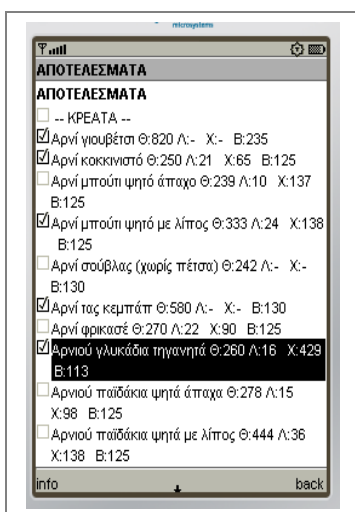 microsystems
ΑΠΟΤΕΛΕΣΜΑΤΑ
ΑΠΟΤΕΛΕΣΜΑΤΑ
-- ΚΡΕΑΤΑ --
Αρνί γιουβέτσι Θ:820 Λ:- Χ:- Β:235
Αρνί κοκκινιστό Θ:250 Λ:21 Χ:65 Β:125
Αρνί μπούτι ψητό άπαχο Θ:239 Λ:10 Χ:137
Β:125
Αρνί μπούτι ψητό με λίπος Θ:333 Λ:24 Χ:138
Β:125
Αρνί σούβλας (χωρίς πέτσα) Θ:242 Λ:- Χ:-
Β:130
Αρνί τας κεμπάπ Θ:580 Λ:- Χ:- Β:130
Αρνί φρικασέ Θ:270 Λ:22 Χ:90 Β:125
Αρνιού γλυκάδια τηγανητά Θ:260 Λ:16 Χ:429
Β:113
Αρνιού παϊδάκια ψητά άπαχα Θ:278 Λ:15
Χ:98 Β:125
Αρνιού παϊδάκια ψητά με λίπος Θ:444 Λ:36
Χ:138 Β:125
info back